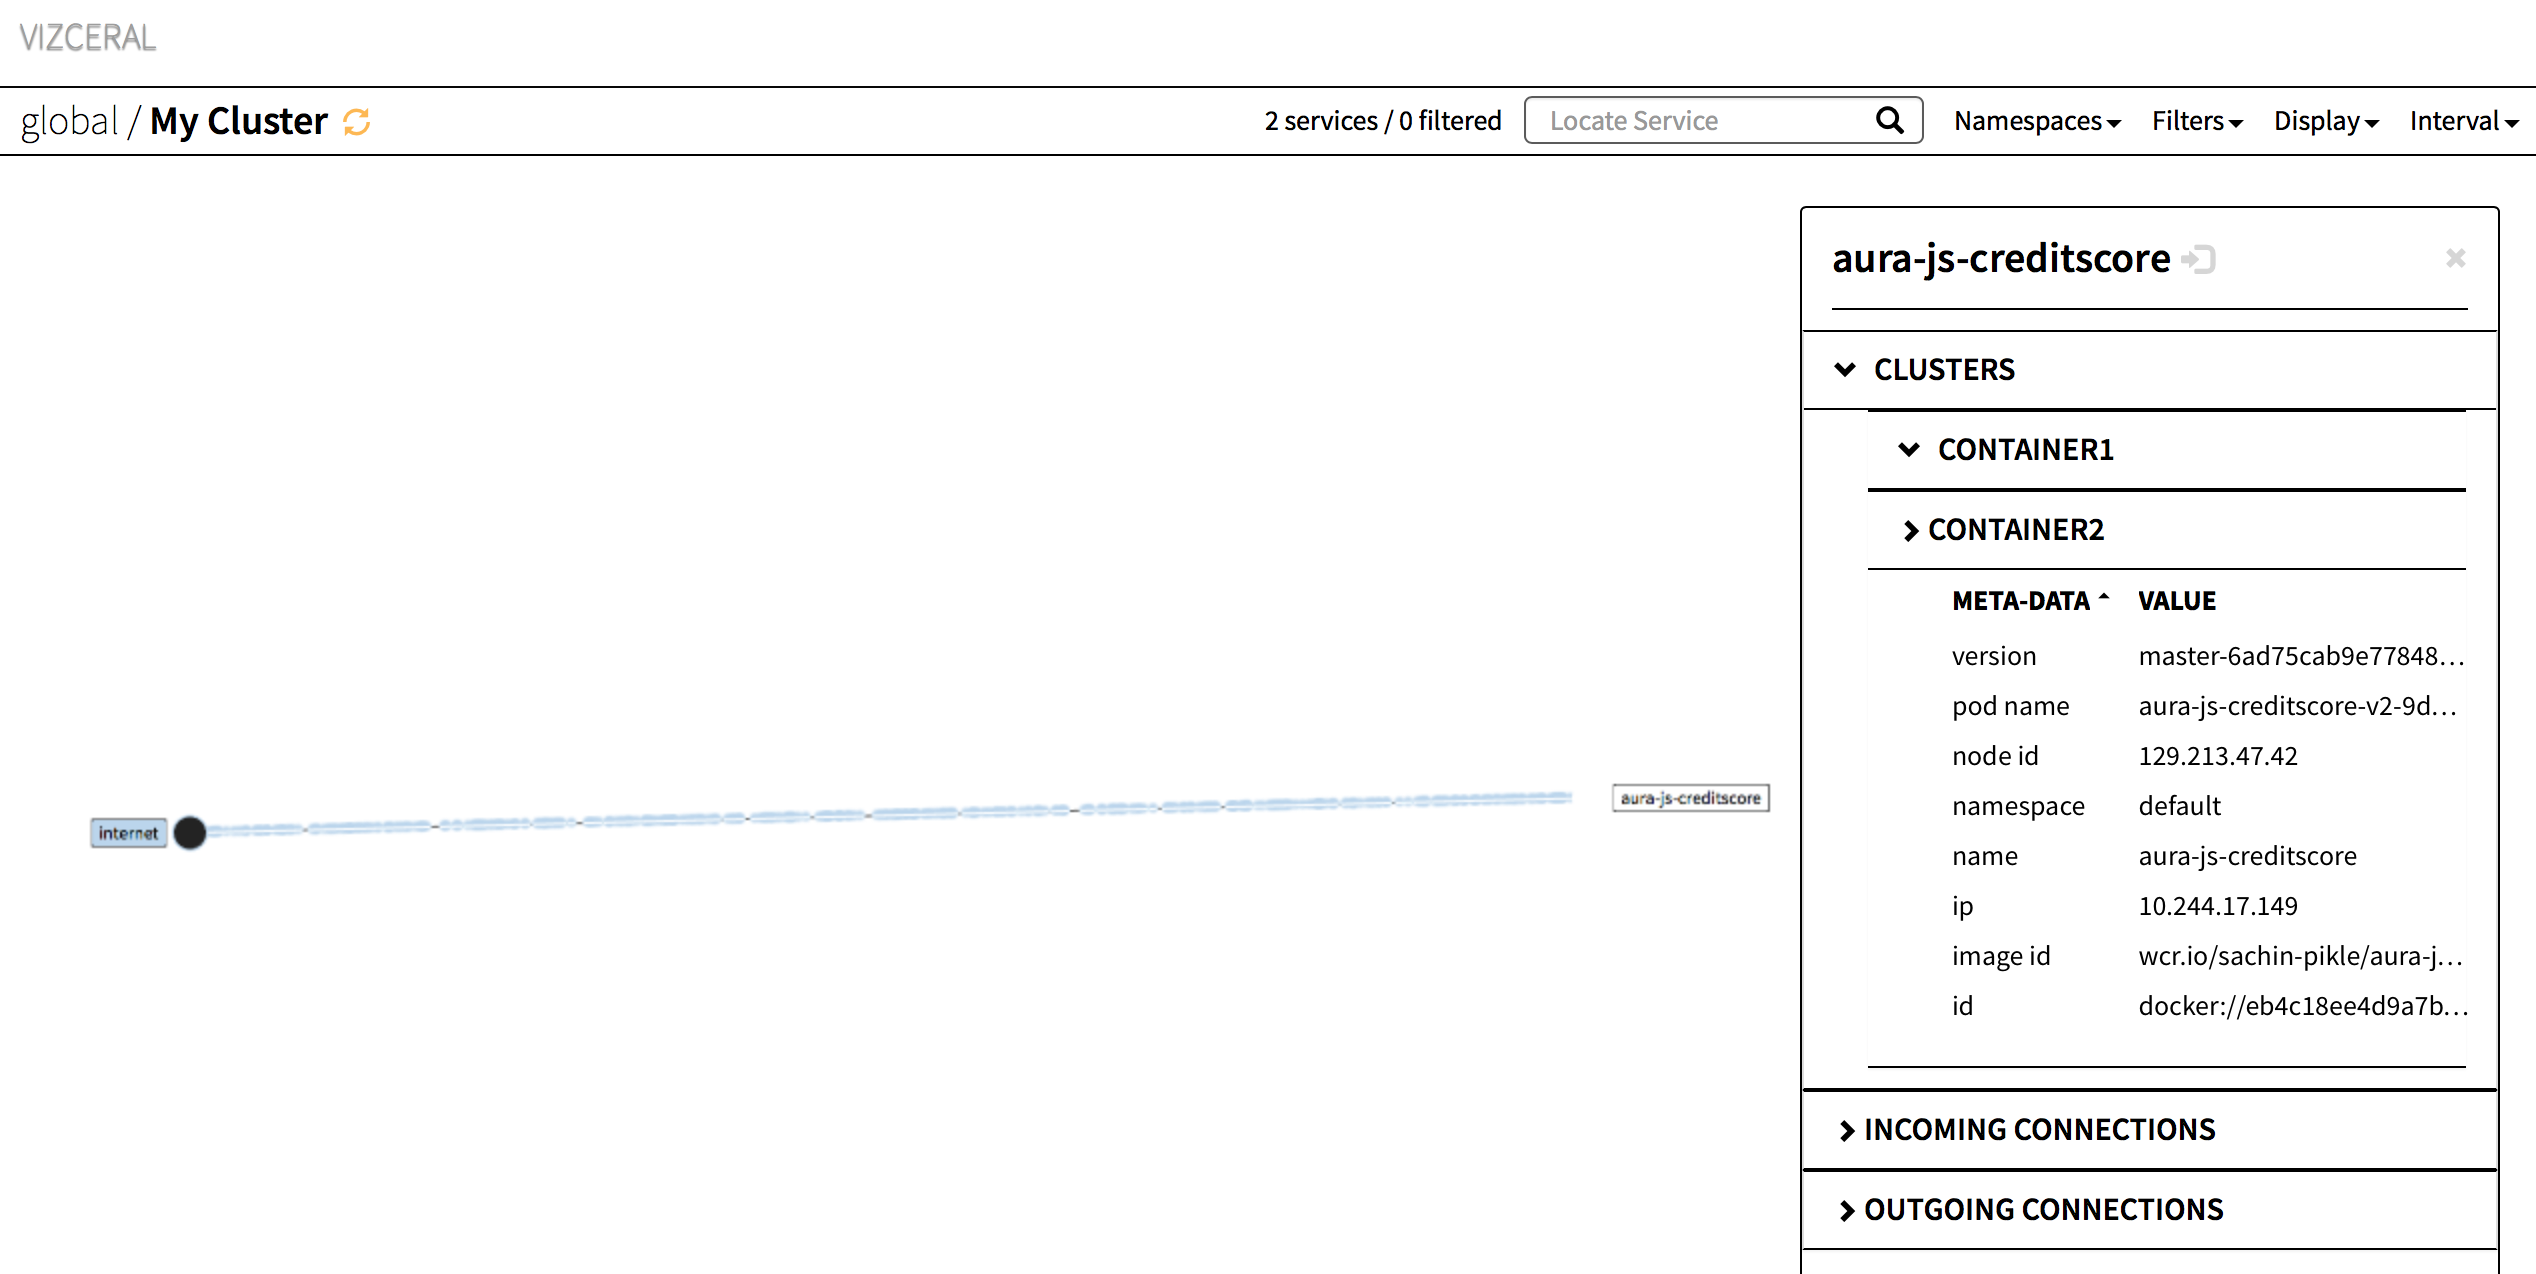 VIZCERAL
global / My Cluster
2 services / 0 filtered
Locate Service
Namespaces
Filters
Display
Interval
aura-js-creditscore
CLUSTERS
CONTAINER1
CONTAINER2
META-DATA VALUE
version master-6ad75cab9e77848…
pod name aura-js-creditscore-v2-9d…
node id 129.213.47.42
namespace default
name aura-js-creditscore
ip 10.244.17.149
image id wcr.io/sachin-pikle/aura-j…
id docker://eb4c18ee4d9a7b…
INCOMING CONNECTIONS
OUTGOING CONNECTIONS
internet
aura-js-creditscore